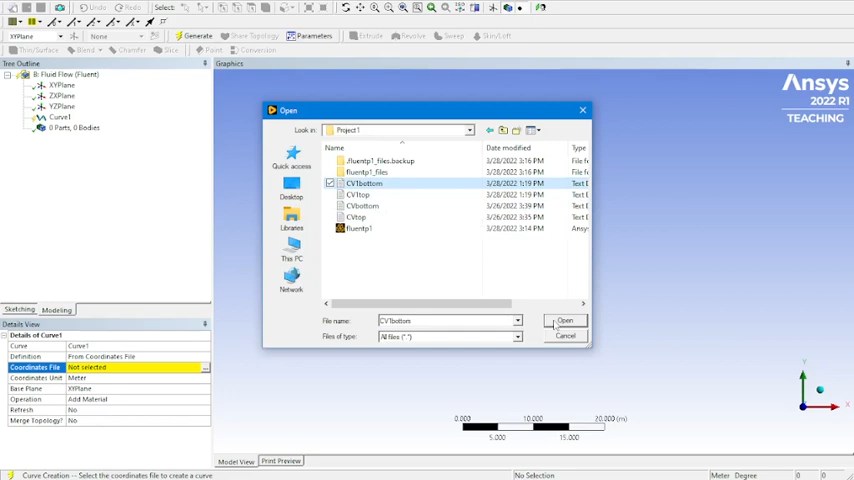 Undo
Redo
Select:
XYPlane
None
Generate
Share Topology
Parameters
Extrude
Revolve
Sweep
Skin/Loft
Thin/Surface
Blend
Chamfer
Slice
Point
Conversion
Tree Outline
Graphics
B: Fluid Flow (Fluent)
XYPlane
ZXPlane
YZPlane
Curve1
0 Parts, 0 Bodies
Ansys
2022 R1
TEACHING
Open
Look in:
Project1
Name
Date modified
Type
.fluentp1_files.backup
3/28/2022 3:16 PM
File f
fluentp1_files
3/28/2022 3:16 PM
File f
CV1bottom
3/28/2022 1:19 PM
Text D
CV1top
3/28/2022 1:19 PM
Text D
CVbottom
3/26/2022 3:39 PM
Text D
CVtop
3/26/2022 3:35 PM
Text D
fluentp1
3/28/2022 3:14 PM
Ansy
Quick access
Desktop
Libraries
This PC
Network
File name:
CV1bottom
Open
Files of type:
All files (*.*)
Cancel
Sketching
Modeling
Details View
Details of Curve1
Curve
Curve1
Definition
From Coordinates File
Coordinates File
Not selected
...
Coordinates Unit
Meter
Base Plane
XYPlane
Operation
Add Material
Refresh
No
Merge Topology?
No
0.000
10.000
20.000 (m)
5.000
15.000
Y
X
Model View
Print Preview
Curve Creation -- Select the coordinates file to create a curve
No Selection
Meter
Degree
0
0